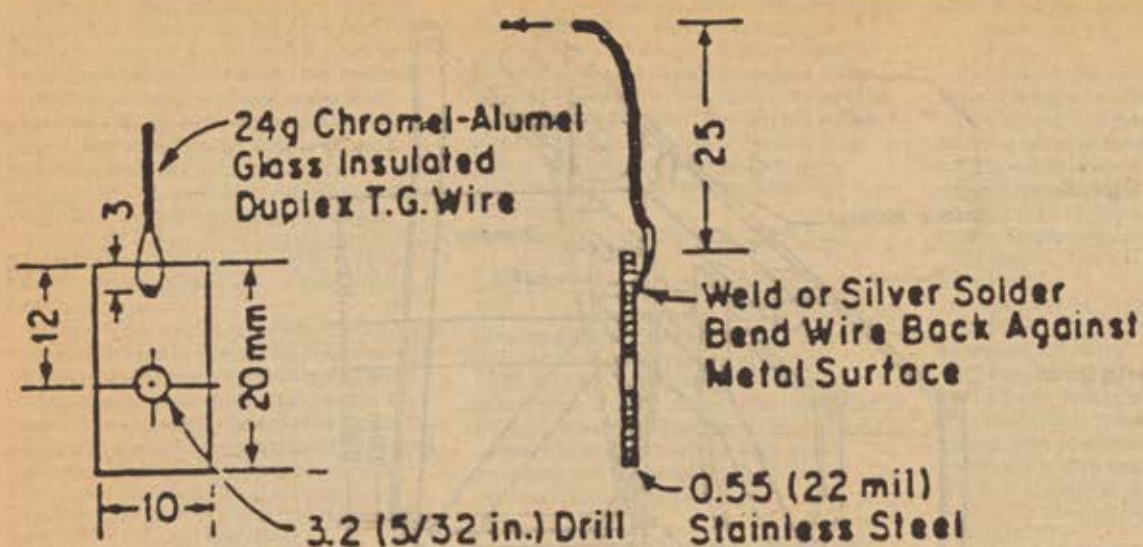 24g Chromel-Alumel
Glass Insulated
Duplex T.G. Wire
3
12
20mm
10
3.2 (5/32 in.) Drill
25
Weld or Silver Solder
Bend Wire Back Against
Metal Surface
0.55 (22 mil)
Stainless Steel